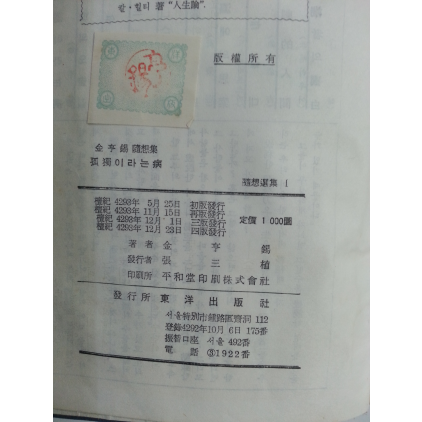 칼·힐티 著 "人生論"
版權所有
金亨錫 隨想集
孤獨이라는病
隨想選集 I
檀紀 4293年 5月 25日 初版發行
檀紀 4293年 11月 15日 再版發行
檀紀 4293年 12月 1日 三版發行
檀紀 4293年 12月 23日 四版發行
定價 1000圜
著者 金亨錫
發行者 張三植
印刷所 平和堂印刷株式會社
發行所 東洋出版社
서울特別市鍾路區齋洞 112
登錄4292年10月 6日 175番
振替口座 서울 492番
電話 ③1922番